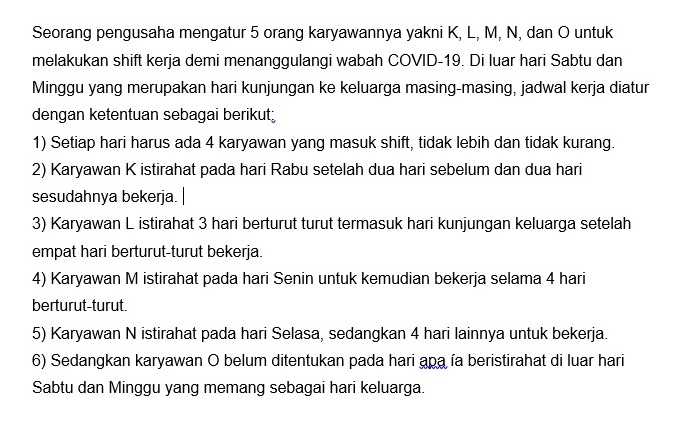 Seorang pengusaha mengatur 5 orang karyawannya yakni K, L, M, N, dan O untuk
melakukan shift kerja demi menanggulangi wabah COVID-19. Di luar hari Sabtu dan
Minggu yang merupakan hari kunjungan ke keluarga masing-masing, jadwal kerja diatur
dengan ketentuan sebagai berikut:
1) Setiap hari harus ada 4 karyawan yang masuk shift, tidak lebih dan tidak kurang.
2) Karyawan K istirahat pada hari Rabu setelah dua hari sebelum dan dua hari
sesudahnya bekerja.
3) Karyawan L istirahat 3 hari berturut turut termasuk hari kunjungan keluarga setelah
empat hari berturut-turut bekerja.
4) Karyawan M istirahat pada hari Senin untuk kemudian bekerja selama 4 hari
berturut-turut.
5) Karyawan N istirahat pada hari Selasa, sedangkan 4 hari lainnya untuk bekerja.
6) Sedangkan karyawan O belum ditentukan pada hari apa ía beristirahat di luar hari
Sabtu dan Minggu yang memang sebagai hari keluarga.